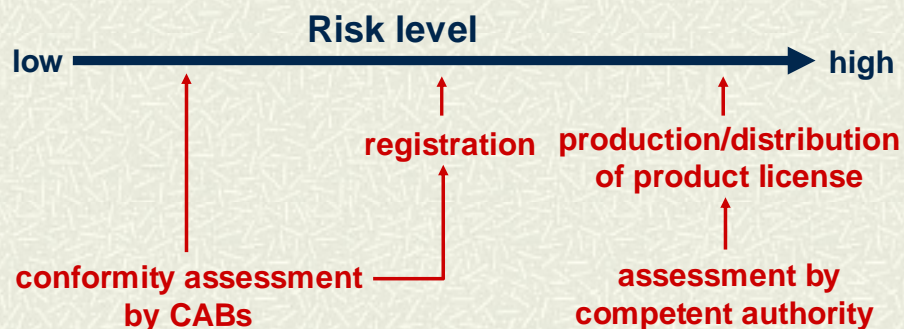 Risk level
low
high
registration
production/distribution
of product license
conformity assessment
by CABs
assessment by
competent authority